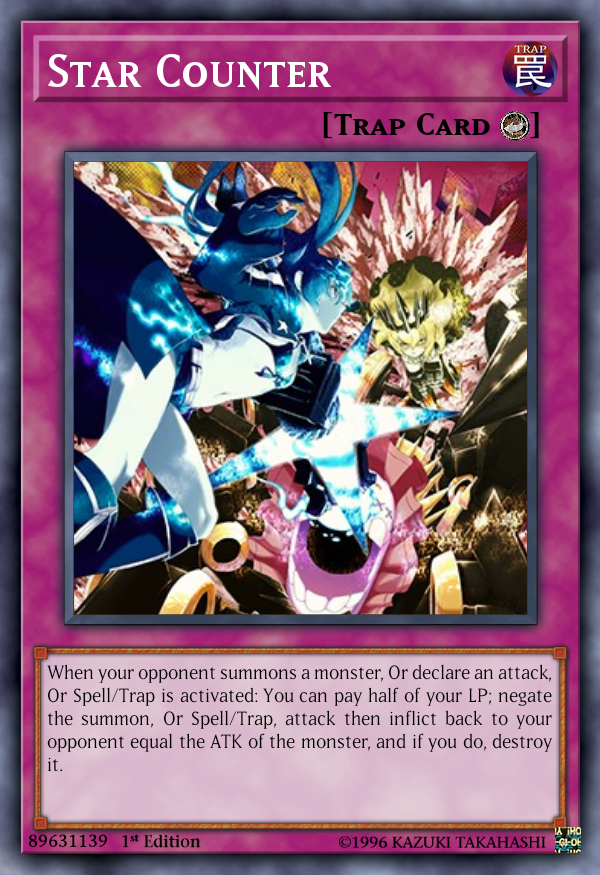 STAR COUNTER
TRAP
罠
[TRAP CARD]
When your opponent summons a monster, Or declare an attack,
Or Spell/Trap is activated: You can pay half of your LP; negate
the summon, Or Spell/Trap, attack then inflict back to your
opponent equal the ATK of the monster, and if you do, destroy
it.
89631139 1st Edition ©1996 KAZUKI TAKAHASHI